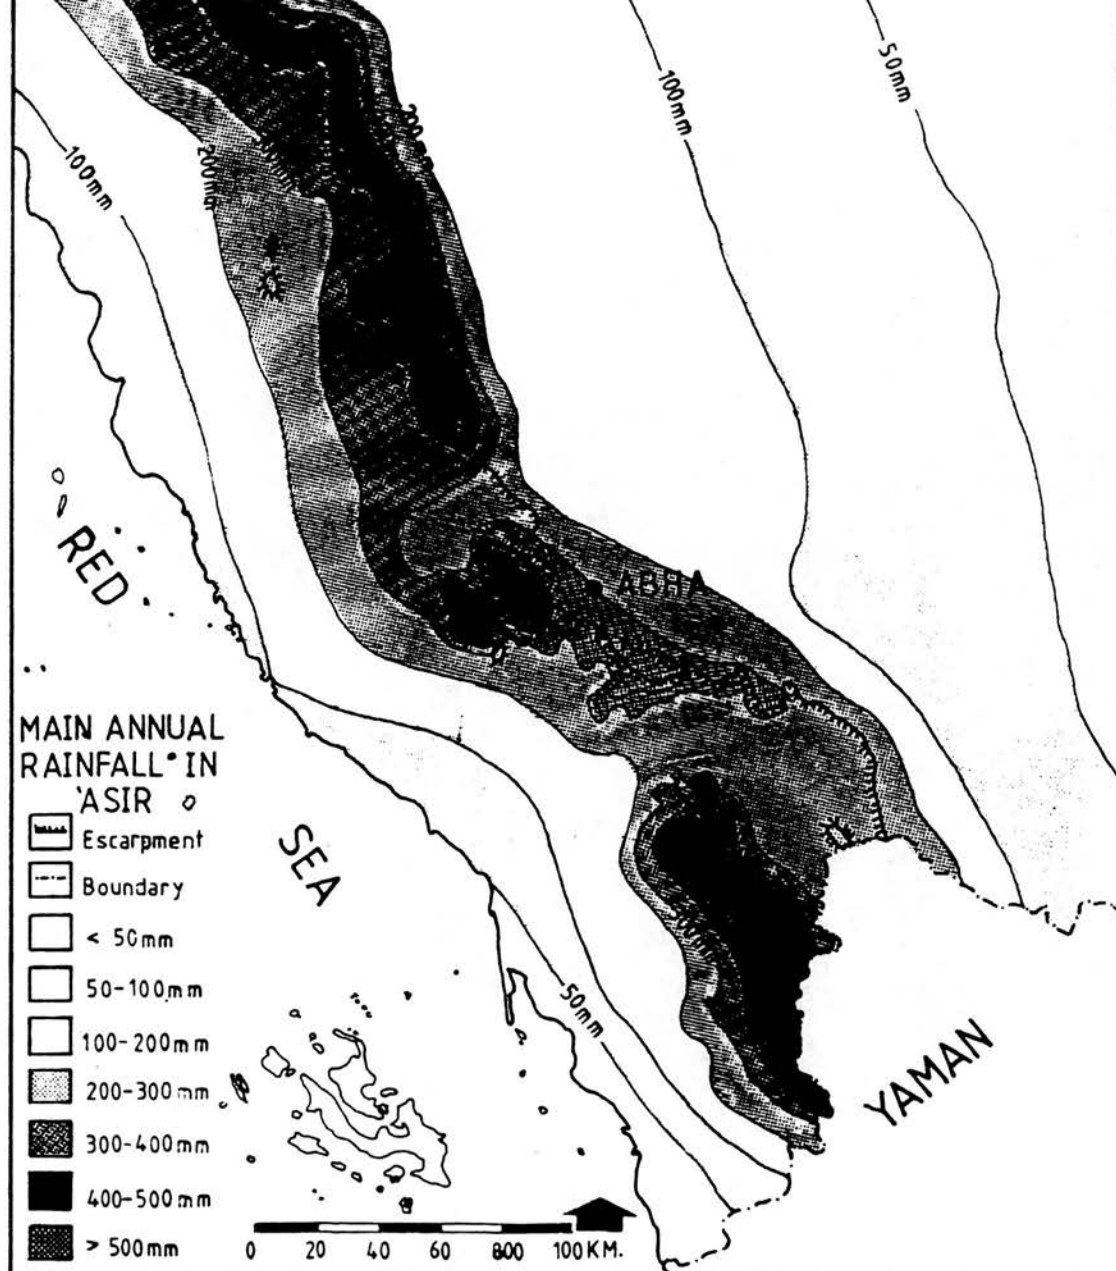 50mm
100mm
200mm
100mm
200mm
RED
ABHA
MAIN ANNUAL
RAINFALL IN
'ASIR
SEA
Escarpment
Boundary
< 50mm
50-100mm
100-200mm
200-300mm
300-400mm
400-500mm
> 500mm
50mm
YAMAN
0 20 40 60 800 100 KM.